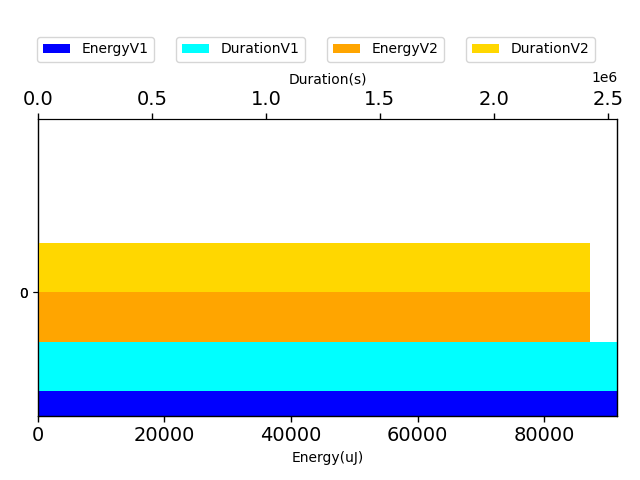 EnergyV1 DurationV1 EnergyV2 DurationV2
Duration(s)
1e6
0.0 0.5 1.0 1.5 2.0 2.5
0
0 20000 40000 60000 80000
Energy(uJ)